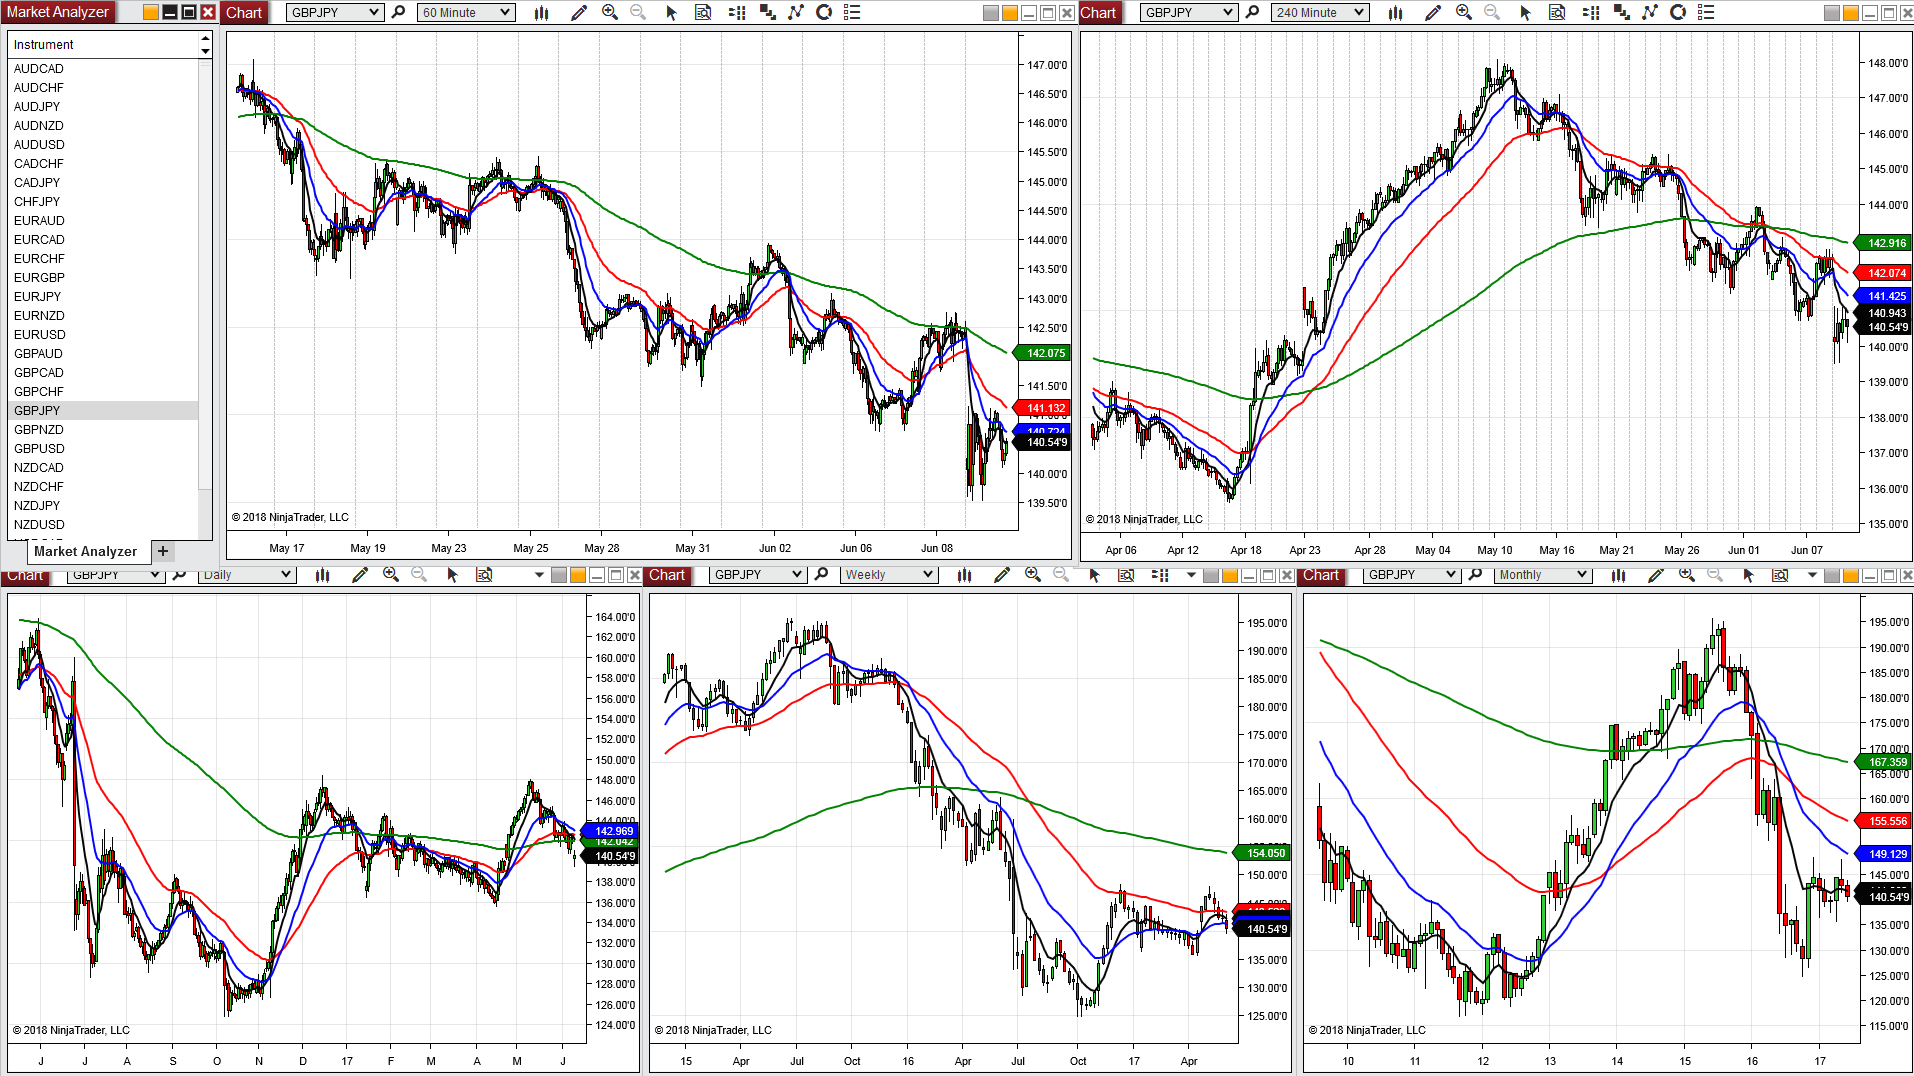 Market Analyzer
Instrument
AUDCAD
AUDCHF
AUDJPY
AUDNZD
AUDUSD
CADCHF
CADJPY
CHFJPY
EURAUD
EURCAD
EURCHF
EURGBP
EURJPY
EURNZD
EURUSD
GBPAUD
GBPCAD
GBPCHF
GBPJPY
GBPNZD
GBPUSD
NZDCAD
NZDCHF
NZDJPY
NZDUSD
Market Analyzer +
Chart GBPJPY 60 Minute
147.00'0
146.50'0
146.00'0
145.50'0
145.00'0
144.50'0
144.00'0
143.50'0
143.00'0
142.50'0
142.075
141.50'0
141.132
140.724
140.54'9
140.00'0
139.50'0
© 2018 NinjaTrader, LLC
May 17 May 19 May 23 May 25 May 28 May 31 Jun 02 Jun 06 Jun 08
Chart GBPJPY 240 Minute
148.00'0
147.00'0
146.00'0
145.00'0
144.00'0
142.916
142.074
141.425
140.943
140.54'9
140.00'0
139.00'0
138.00'0
137.00'0
136.00'0
135.00'0
© 2018 NinjaTrader, LLC
Apr 06 Apr 12 Apr 18 Apr 23 Apr 28 May 04 May 10 May 16 May 21 May 26 Jun 01 Jun 07
Chart GBPJPY Daily
164.00'0
162.00'0
160.00'0
158.00'0
156.00'0
154.00'0
152.00'0
150.00'0
148.00'0
146.00'0
144.00'0
142.969
142.042
140.54'9
138.00'0
136.00'0
134.00'0
132.00'0
130.00'0
128.00'0
126.00'0
124.00'0
© 2018 NinjaTrader, LLC
J J A S O N D 17 F M A M J
Chart GBPJPY Weekly
195.00'0
190.00'0
185.00'0
180.00'0
175.00'0
170.00'0
165.00'0
160.00'0
155.00'0
154.050
150.00'0
140.54'9
135.00'0
130.00'0
125.00'0
© 2018 NinjaTrader, LLC
15 Apr Jul Oct 16 Apr Jul Oct 17 Apr
Chart GBPJPY Monthly
195.00'0
190.00'0
185.00'0
180.00'0
175.00'0
170.00'0
167.359
165.00'0
160.00'0
155.556
149.129
145.00'0
140.54'9
135.00'0
130.00'0
125.00'0
120.00'0
115.00'0
© 2018 NinjaTrader, LLC
10 11 12 13 14 15 16 17